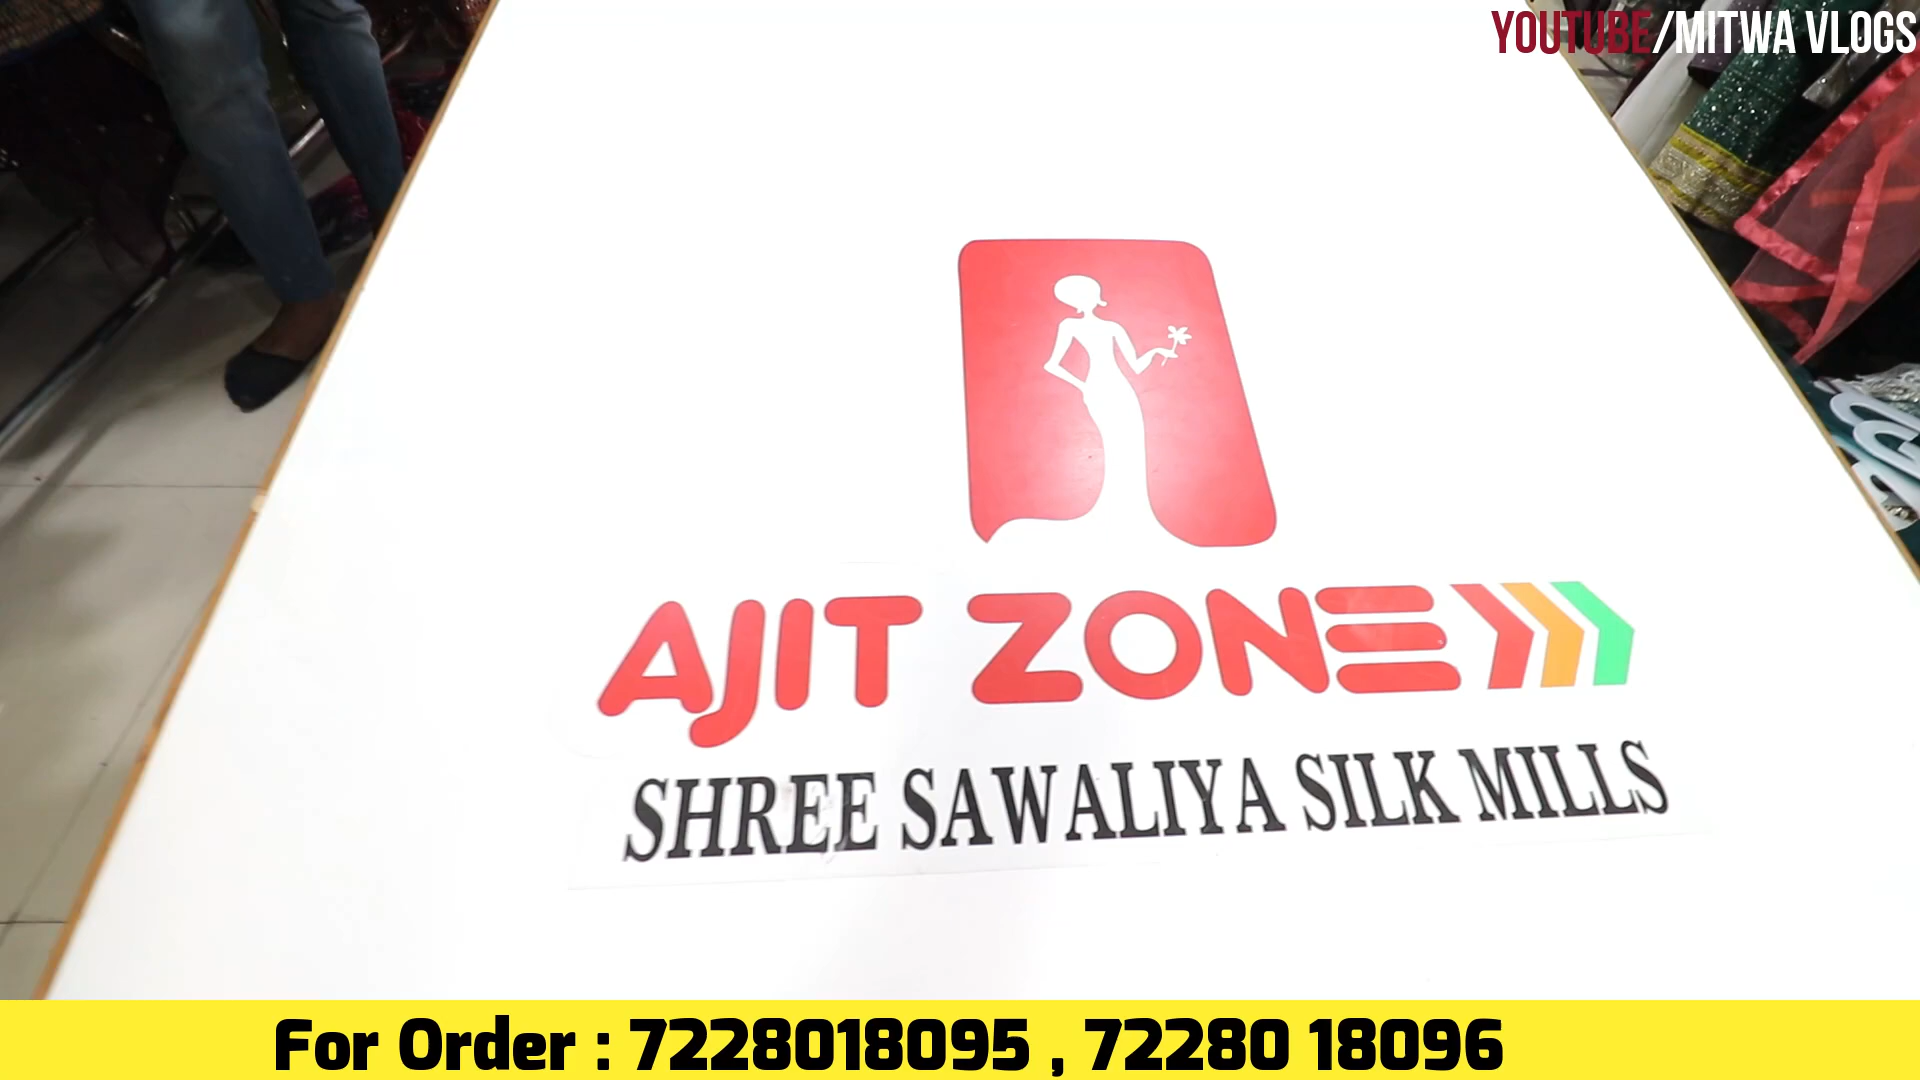 YOUTUBE/MITWA VLOGS
AJIT ZONE
SHREE SAWALIYA SILK MILLS
For Order : 7228018095 , 72280 18096